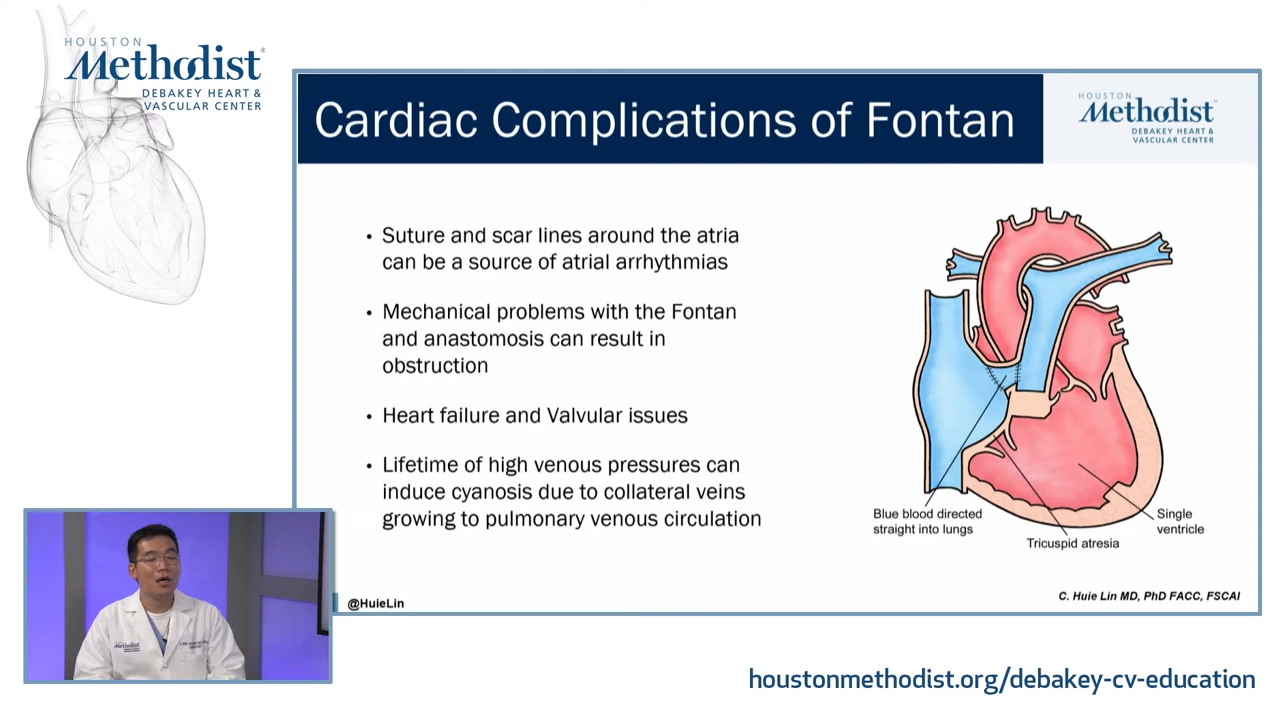 HOUSTON
Methodist
DEBAKEY HEART &
VASCULAR CENTER
Cardiac Complications of Fontan
HOUSTON
Methodist
DEBAKEY HEART &
VASCULAR CENTER
• Suture and scar lines around the atria
can be a source of atrial arrhythmias
• Mechanical problems with the Fontan
and anastomosis can result in
obstruction
• Heart failure and Valvular issues
• Lifetime of high venous pressures can
induce cyanosis due to collateral veins
growing to pulmonary venous circulation
Blue blood directed
straight into lungs
Tricuspid atresia
Single
ventricle
@HuieLin
C. Huie Lin MD, PhD FACC, FSCAI
Methodist
houstonmethodist.org/debakey-cv-education